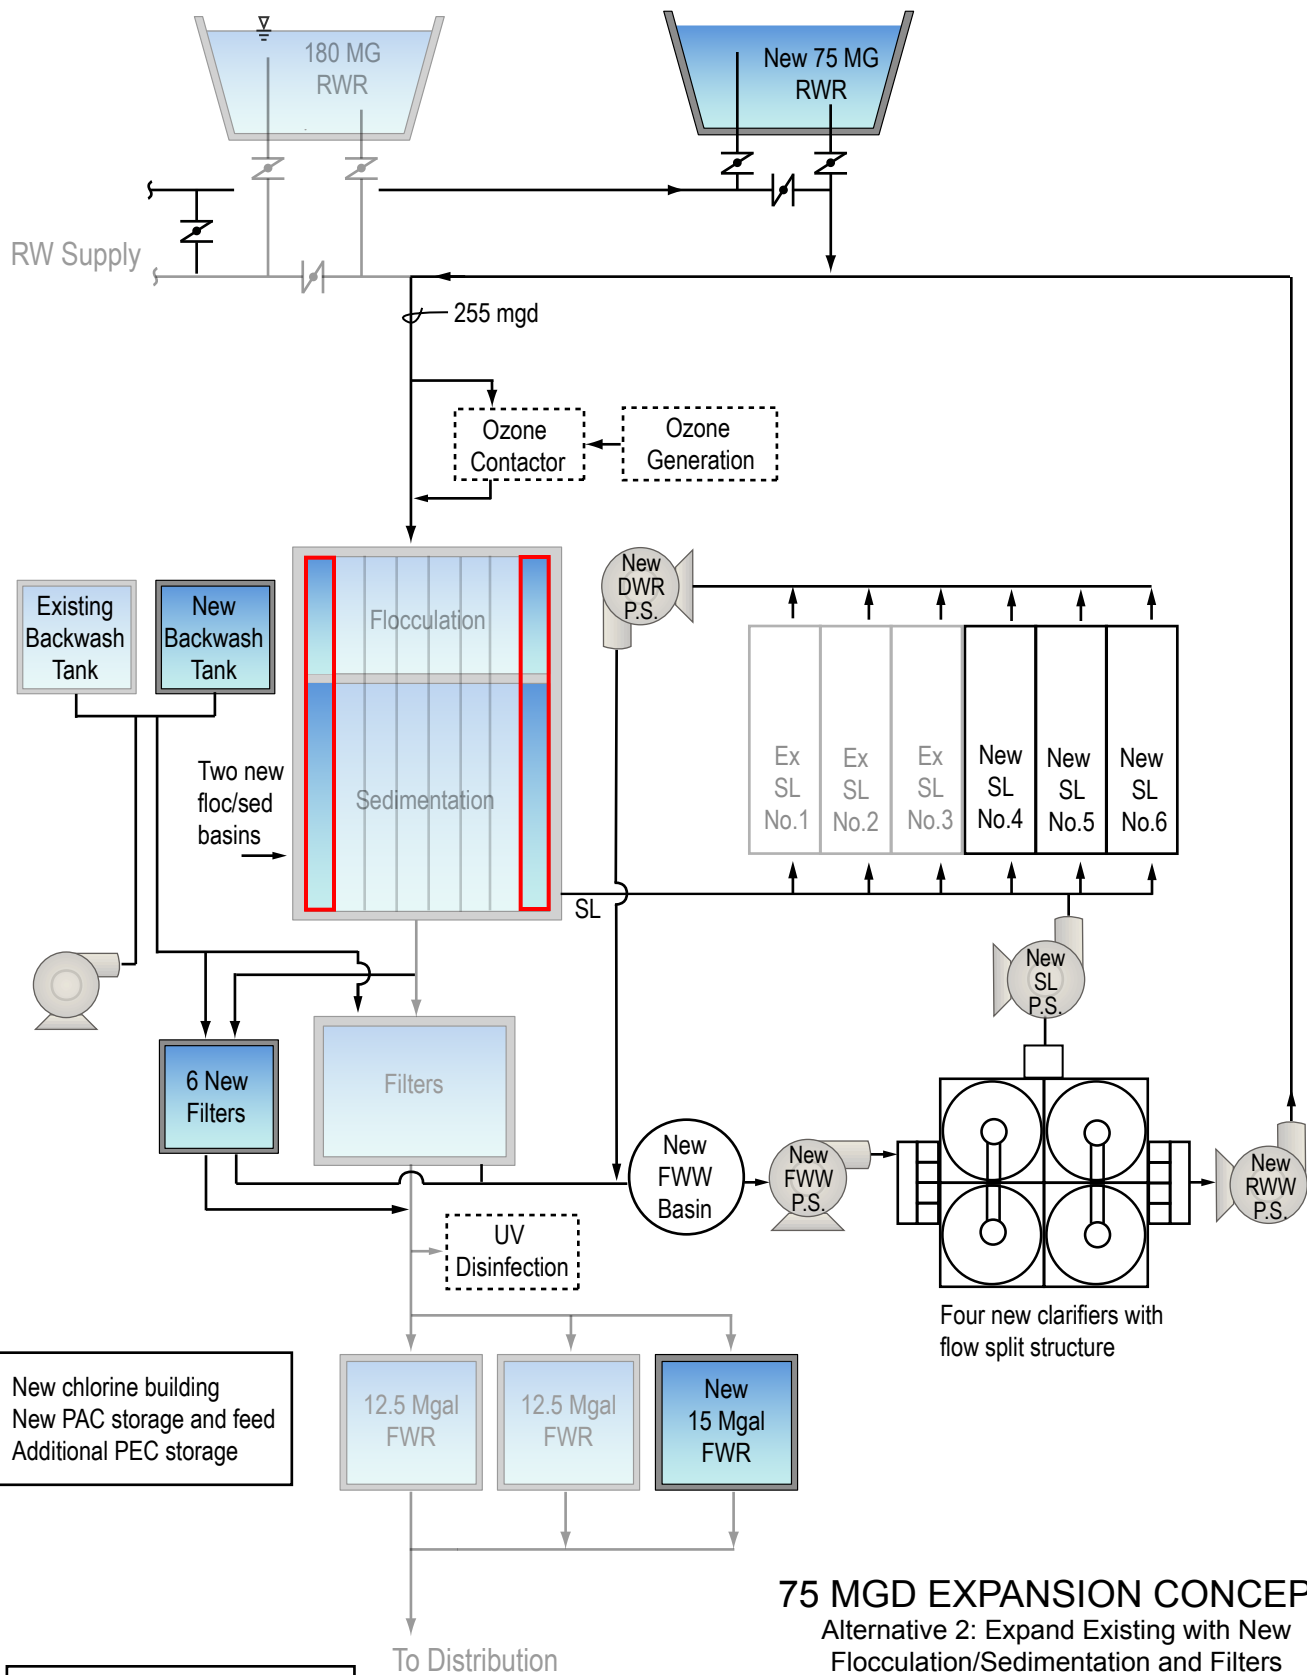 180 MG
RWR
New 75 MG
RWR
RW Supply
255 mgd
Ozone
Contactor
Ozone
Generation
Existing
Backwash
Tank
New
Backwash
Tank
Flocculation
Sedimentation
Two new
floc/sed
basins
New
DWR
P.S.
Ex
SL
No.1
Ex
SL
No.2
Ex
SL
No.3
New
SL
No.4
New
SL
No.5
New
SL
No.6
SL
New
SL
P.S.
6 New
Filters
Filters
New
FWW
Basin
New
FWW
P.S.
New
RWW
P.S.
UV
Disinfection
Four new clarifiers with
flow split structure
12.5 Mgal
FWR
12.5 Mgal
FWR
New
15 Mgal
FWR
New chlorine building
New PAC storage and feed
Additional PEC storage
To Distribution
75 MGD EXPANSION CONCEP
Alternative 2: Expand Existing with New
Flocculation/Sedimentation and Filters